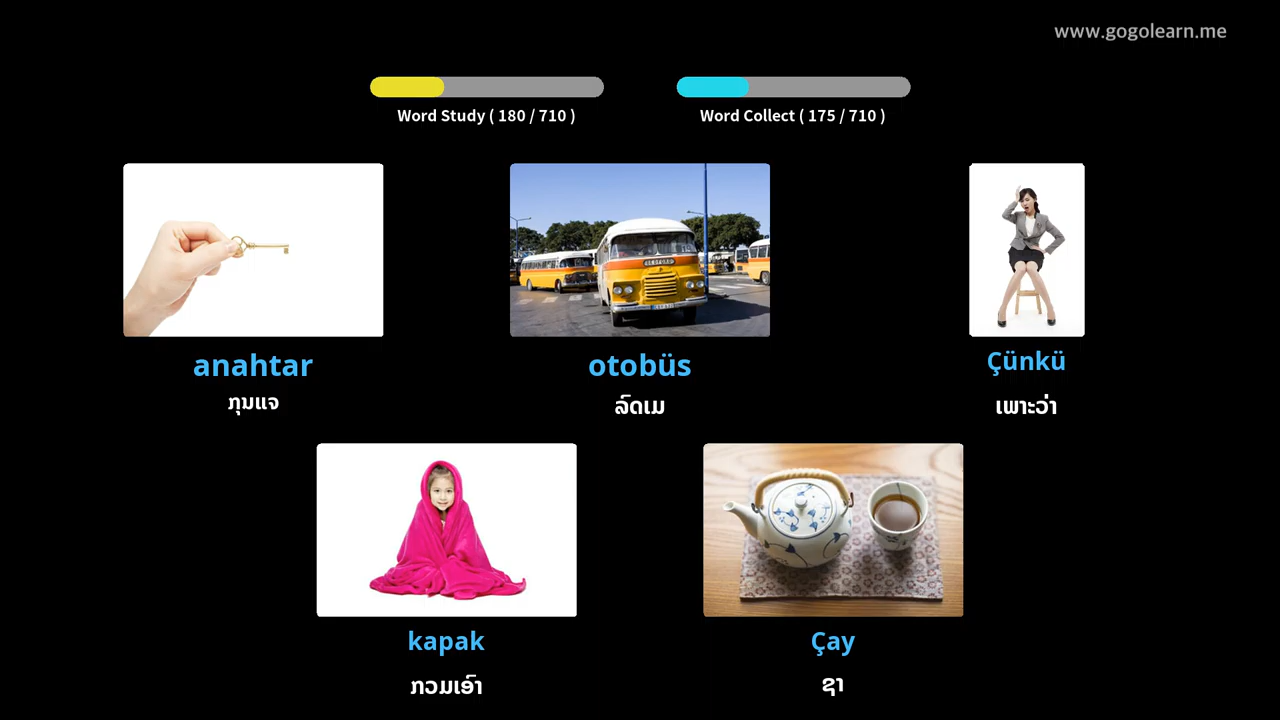 www.gogolearn.me
Word Study ( 180 / 710 )
Word Collect ( 175 / 710 )
anahtar
ກຸນແຈ
otobüs
ລົດເມ
Çünkü
ເພາະວ່າ
kapak
ກວມເອົາ
Çay
ຊາ